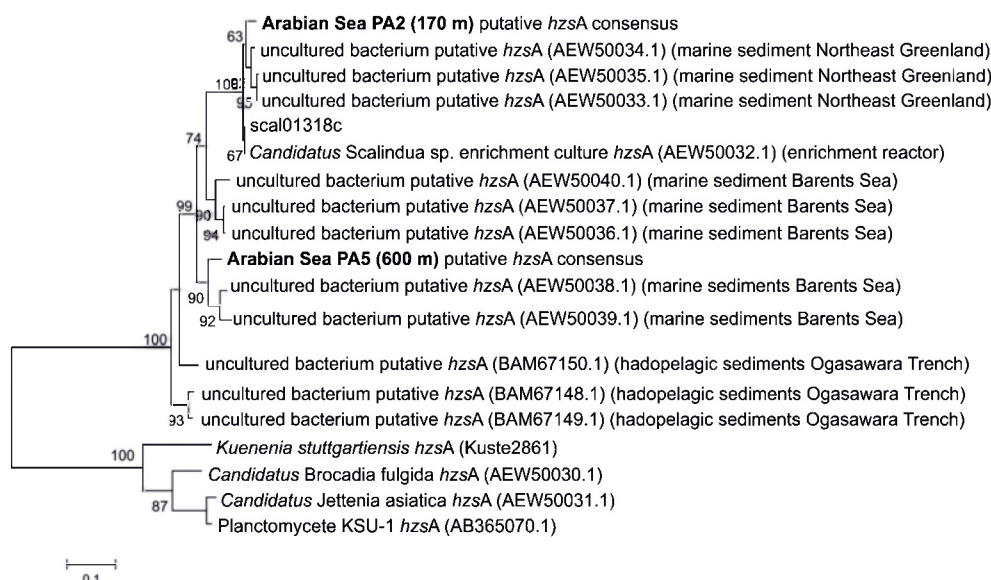 Arabian Sea PA2 (170 m) putative hzsA consensus
63
uncultured bacterium putative hzsA (AEW50034.1) (marine sediment Northeast Greenland)
uncultured bacterium putative hzsA (AEW50035.1) (marine sediment Northeast Greenland)
100
95
uncultured bacterium putative hzsA (AEW50033.1) (marine sediment Northeast Greenland)
scal01318c
74
67
Candidatus Scalindua sp. enrichment culture hzsA (AEW50032.1) (enrichment reactor)
uncultured bacterium putative hzsA (AEW50040.1) (marine sediment Barents Sea)
99
90
uncultured bacterium putative hzsA (AEW50037.1) (marine sediment Barents Sea)
94
uncultured bacterium putative hzsA (AEW50036.1) (marine sediment Barents Sea)
Arabian Sea PA5 (600 m) putative hzsA consensus
uncultured bacterium putative hzsA (AEW50038.1) (marine sediments Barents Sea)
90
92
uncultured bacterium putative hzsA (AEW50039.1) (marine sediments Barents Sea)
100
uncultured bacterium putative hzsA (BAM67150.1) (hadopelagic sediments Ogasawara Trench)
uncultured bacterium putative hzsA (BAM67148.1) (hadopelagic sediments Ogasawara Trench)
93
uncultured bacterium putative hzsA (BAM67149.1) (hadopelagic sediments Ogasawara Trench)
100
Kuenenia stuttgartiensis hzsA (Kuste2861)
Candidatus Brocadia fulgida hzsA (AEW50030.1)
87
Candidatus Jettenia asiatica hzsA (AEW50031.1)
Planctomycete KSU-1 hzsA (AB365070.1)
0.1